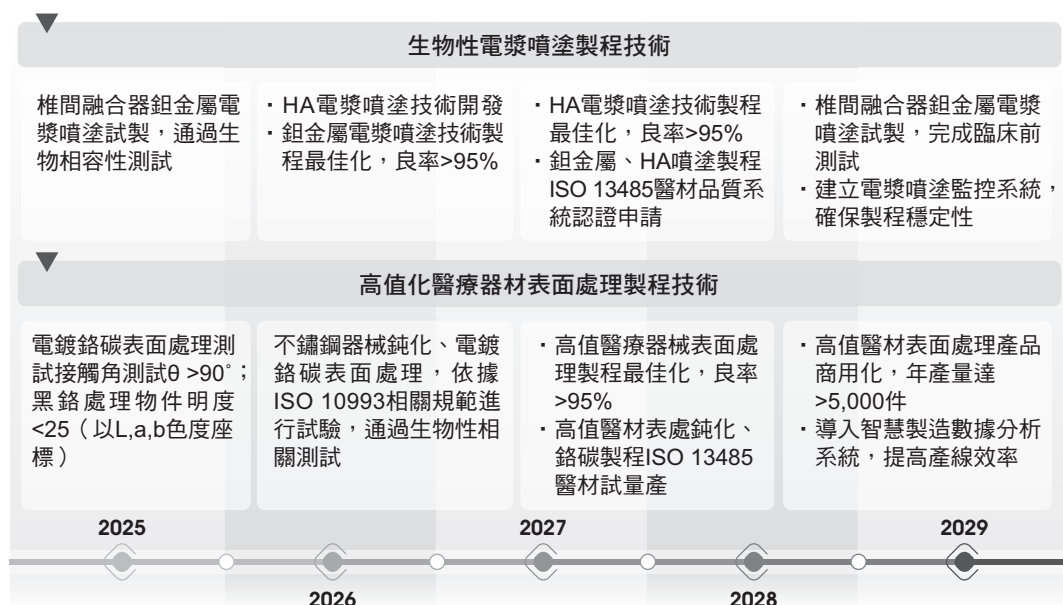 生物性電漿噴塗製程技術
椎間融合器鉭金屬電
漿噴塗試製，通過生
物相容性測試
・HA電漿噴塗技術開發
・鉭金屬電漿噴塗技術製
程最佳化，良率>95%
・HA電漿噴塗技術製程
最佳化，良率>95%
・鉭金屬、HA噴塗製程
ISO 13485醫材品質系
統認證申請
・椎間融合器鉭金屬電漿
噴塗試製，完成臨床前
測試
・建立電漿噴塗監控系統，
確保製程穩定性
高值化醫療器材表面處理製程技術
電鍍鉻碳表面處理測
試接觸角測試θ >90°；
黑鉻處理物件明度
<25（以L,a,b色度座
標）
不鏽鋼器械鈍化、電鍍
鉻碳表面處理，依據
ISO 10993相關規範進
行試驗，通過生物性相
關測試
・高值醫療器械表面處
理製程最佳化，良率
>95%
・高值醫材表處鈍化、
鉻碳製程ISO 13485
醫材試量產
・高值醫材表面處理產品
商用化，年產量達
>5,000件
・導入智慧製造數據分析
系統，提高產線效率
2025
2027
2029
2026
2028